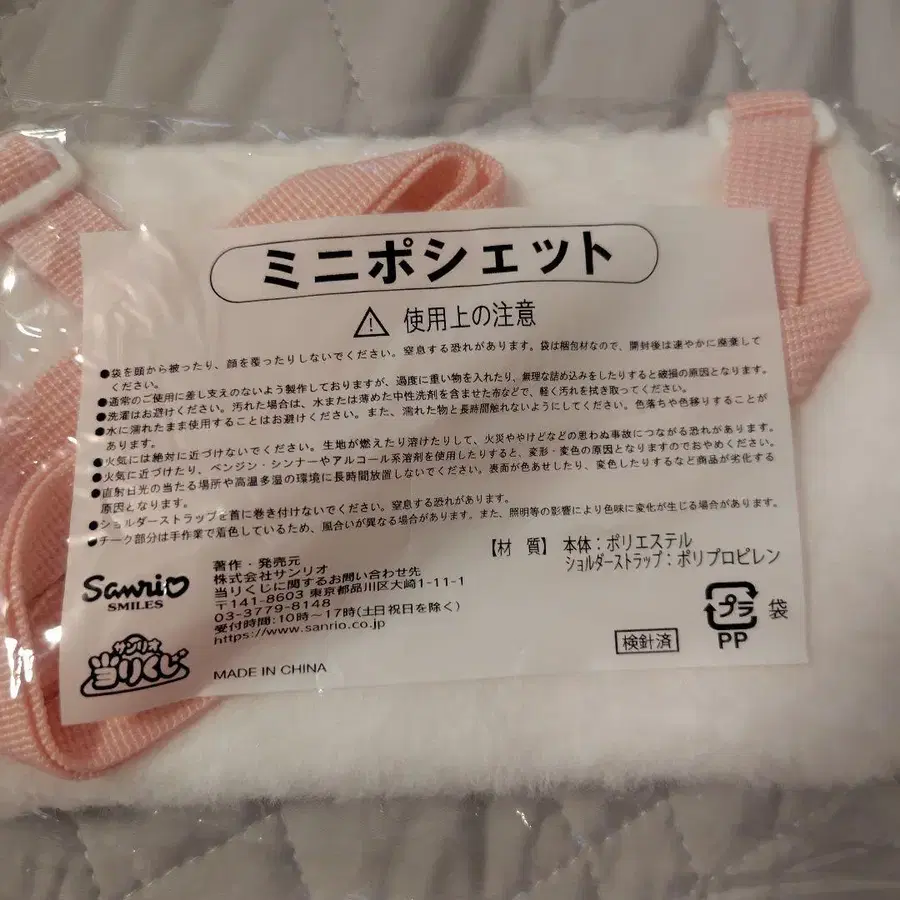 ミニポシェット
⚠ 使用上の注意
●袋を頭から被ったり、顔を覆ったりしないでください。窒息する恐れがあります。袋は梱包材なので、開封後は速やかに廃棄して
ください。
●通常のご使用に差し支えのないよう製作しておりますが、過度に重い物を入れたり、無理な詰め込みをしたりすると破損の原因となります。
●洗濯はお避けください。汚れた場合は、水または薄めた中性洗剤を含ませた布などで、軽く汚れを拭き取ってください。
●水に濡れたまま使用することはお避けください。また、濡れた物と長時間触れないようにしてください。色落ちや色移りすることが
あります。
●火気には絶対に近づけないでください。生地が燃えたり溶けたりして、火災ややけどなどの思わぬ事故につながる恐れがあります。
●火気に近づけたり、ベンジン・シンナーやアルコール系溶剤を使用したりすると、変形・変色の原因となりますのでおやめください。
●直射日光の当たる場所や高温多湿の環境に長時間放置しないでください。表面が色あせしたり、変色したりするなど商品が劣化する
原因となります。
●ショルダーストラップを首に巻き付けないでください。窒息する恐れがあります。
●チーク部分は手作業で着色しているため、風合いが異なる場合があります。また、照明等の影響により色味に変化が生じる場合があります。
【材 質】 本体：ポリエステル
ショルダーストラップ：ポリプロピレン
Sanrio
SMILES
サンリオ
当りくじ
著作・発売元
株式会社サンリオ
当りくじに関するお問い合わせ先
〒141-8603 東京都品川区大崎1-11-1
03-3779-8148
受付時間:10時～17時(土日祝日を除く)
https://www.sanrio.co.jp
MADE IN CHINA
検針済
プラ 袋
PP